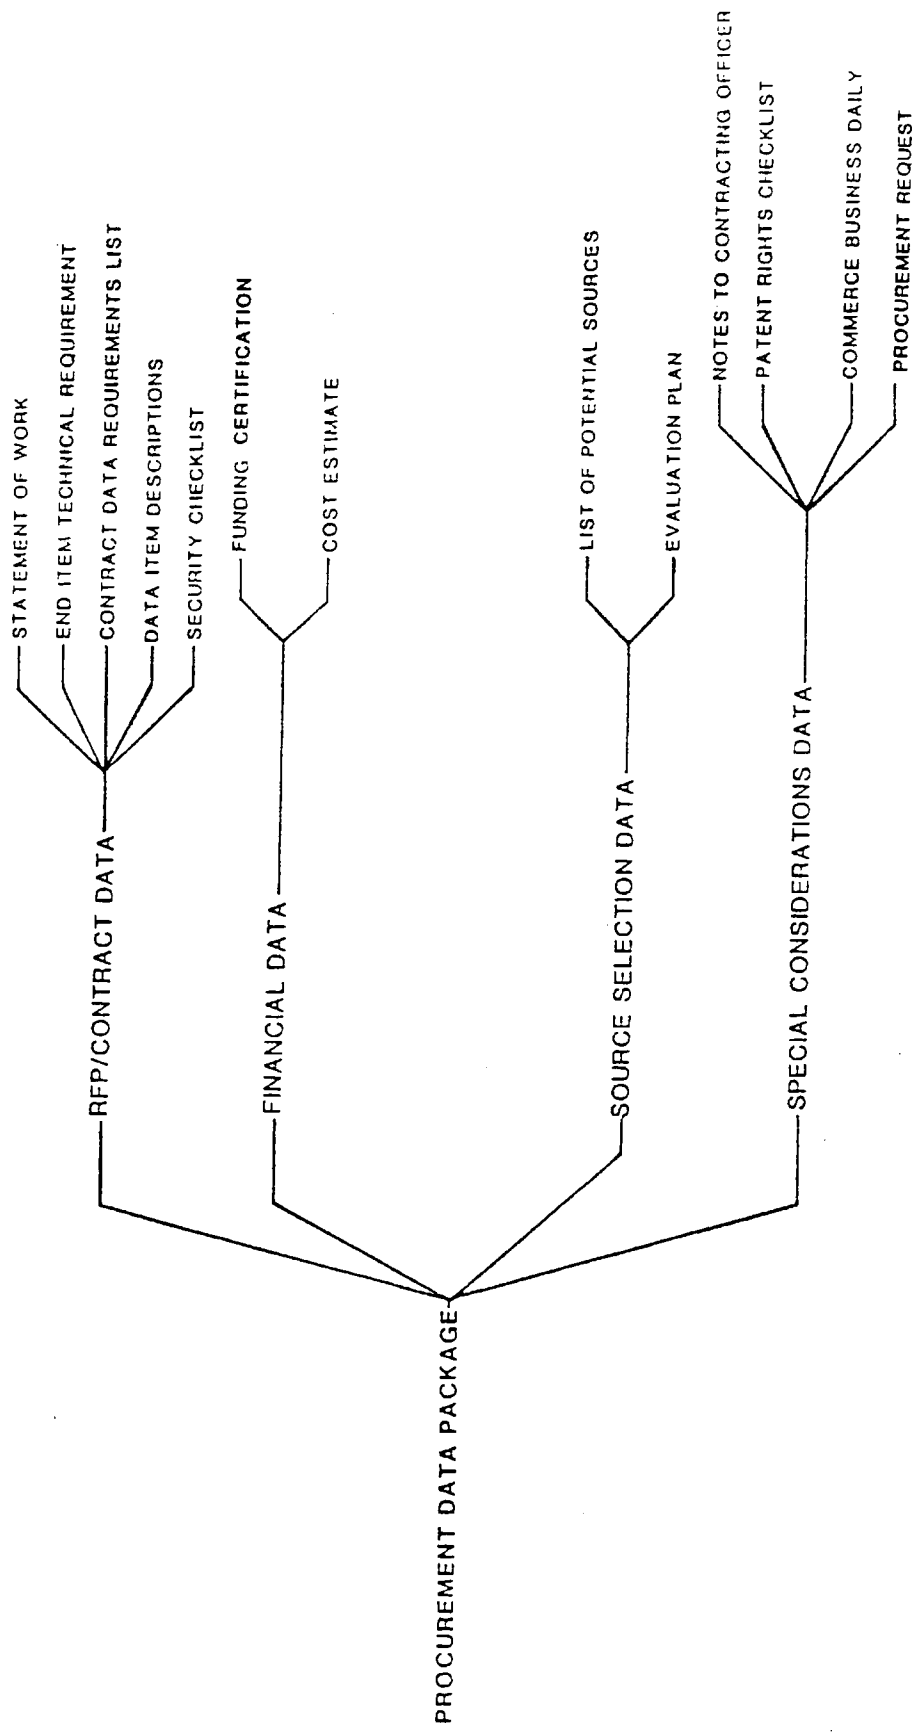 PROCUREMENT DATA PACKAGE
RFP/CONTRACT DATA
STATEMENT OF WORK
END ITEM TECHNICAL REQUIREMENT
CONTRACT DATA REQUIREMENTS LIST
DATA ITEM DESCRIPTIONS
SECURITY CHECKLIST
FINANCIAL DATA
FUNDING CERTIFICATION
COST ESTIMATE
SOURCE SELECTION DATA
LIST OF POTENTIAL SOURCES
EVALUATION PLAN
SPECIAL CONSIDERATIONS DATA
NOTES TO CONTRACTING OFFICER
PATENT RIGHTS CHECKLIST
COMMERCE BUSINESS DAILY
PROCUREMENT REQUEST